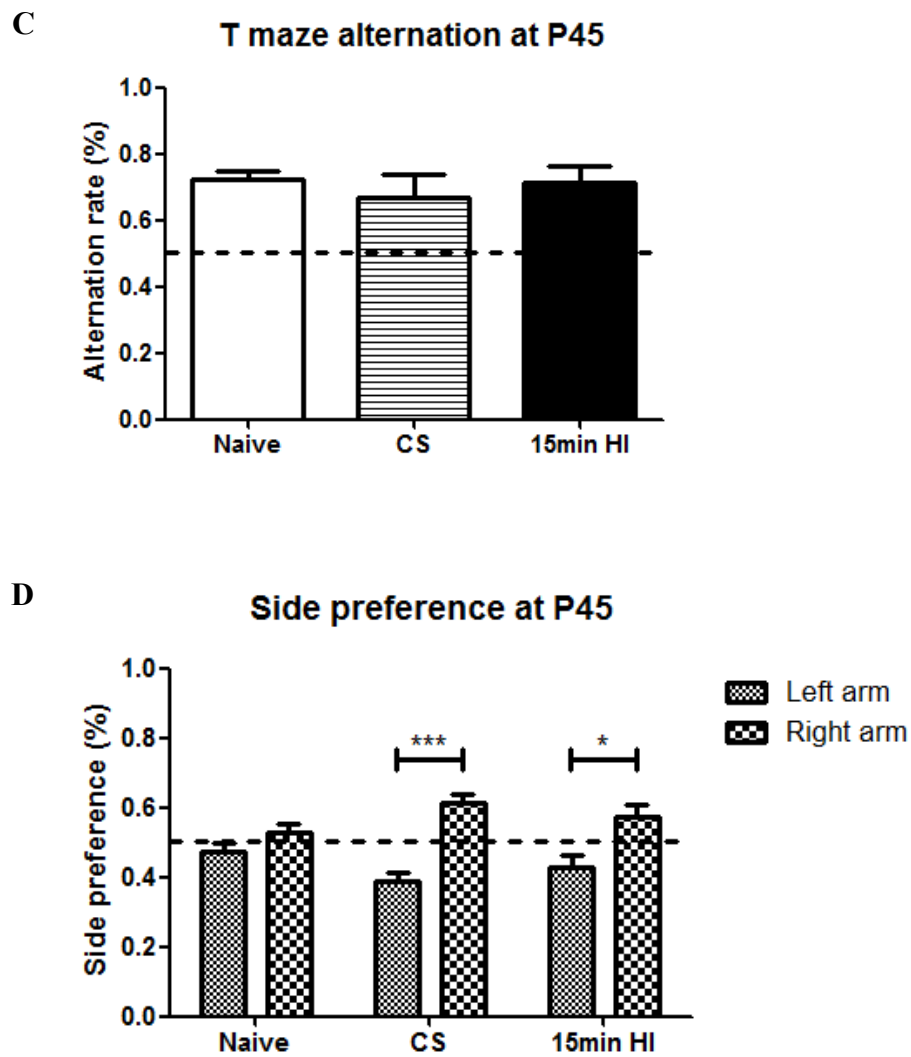 C
T maze alternation at P45
Alternation rate (%)
1.0
0.8
0.6
0.4
0.2
0.0
Naive CS 15min HI
D
Side preference at P45
Side preference (%)
1.0
0.8
0.6
0.4
0.2
0.0
*** *
Naive CS 15min HI
Left arm
Right arm